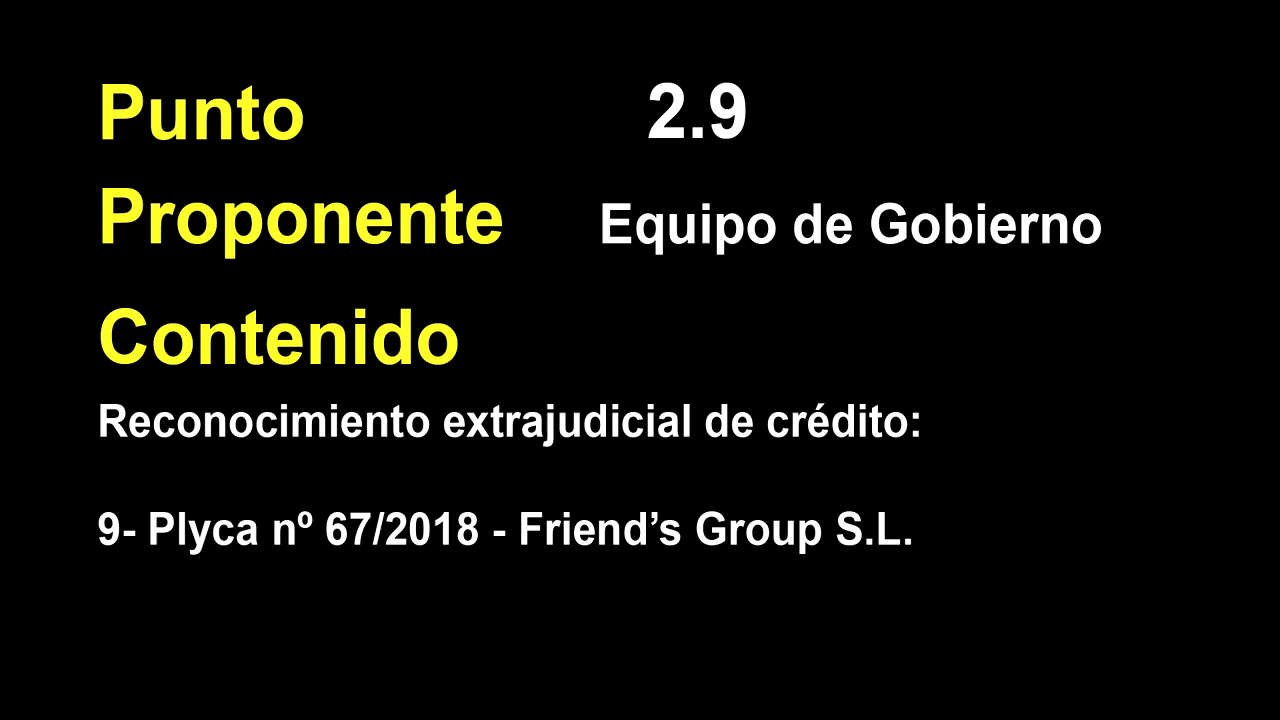 Punto 2.9
Proponente Equipo de Gobierno
Contenido
Reconocimiento extrajudicial de crédito:
9- Plyca nº 67/2018 - Friend’s Group S.L.